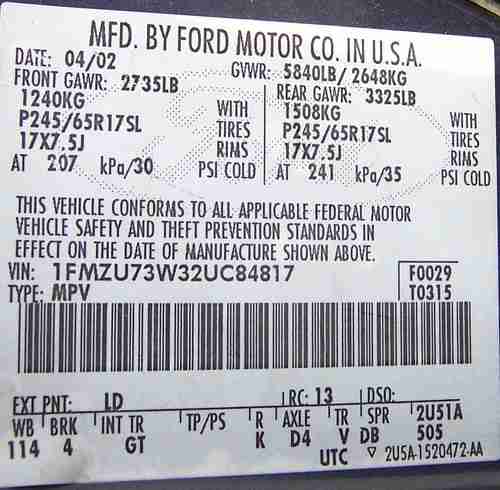 MFD. BY FORD MOTOR CO. IN U.S.A.
DATE: 04/02 GVWR: 5840LB/ 2648KG
FRONT GAWR: 2735LB REAR GAWR: 3325LB
1240KG WITH 1508KG WITH
P245/65R17SL TIRES P245/65R17SL TIRES
17X7.5J RIMS 17X7.5J RIMS
AT 207 kPa/30 PSI COLD AT 241 kPa/35 PSI COLD
THIS VEHICLE CONFORMS TO ALL APPLICABLE FEDERAL MOTOR
VEHICLE SAFETY AND THEFT PREVENTION STANDARDS IN
EFFECT ON THE DATE OF MANUFACTURE SHOWN ABOVE.
VIN: 1FMZU73W32UC84817 F0029
TYPE: MPV T0315
EXT PNT: LD RC: 13 DSO:
WB BRK INT TR TP/PS R AXLE TR SPR 2U51A
114 4 GT K D4 V DB 505
UTC ▽ 2U5A-1520472-AA